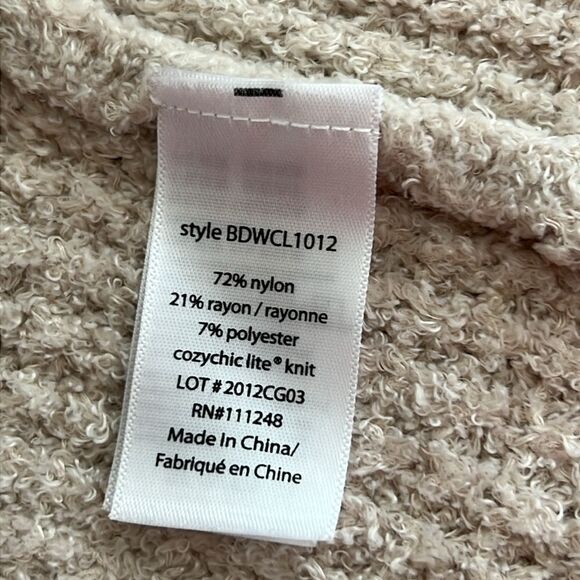 style BDWCL1012
72% nylon
21% rayon / rayonne
7% polyester
cozychic lite® knit
LOT # 2012CG03
RN#111248
Made In China/
Fabriqué en Chine